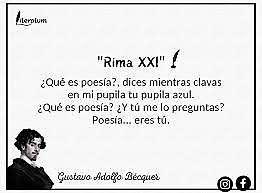 Literplum
"Rima XXI"
¿Qué es poesía?, dices mientras clavas
en mi pupila tu pupila azul.
¿Qué es poesía? ¿Y tú me lo preguntas?
Poesía... eres tú.
Gustavo Adolfo Bécquer